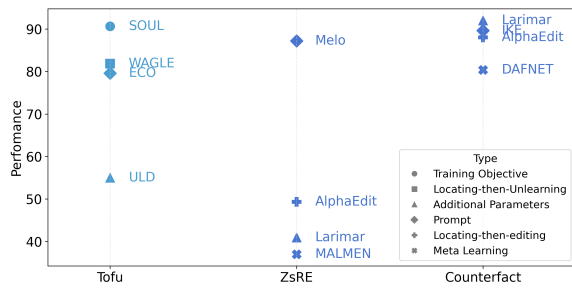 Perfomance
90
80
70
60
50
40
SOUL
WAGLE
ECO
ULD
Melo
AlphaEdit
Larimar
MALMEN
Larimar
IKE
AlphaEdit
DAFNET
Type
Training Objective
Locating-then-Unlearning
Additional Parameters
Prompt
Locating-then-editing
Meta Learning
Tofu
ZsRE
Counterfact